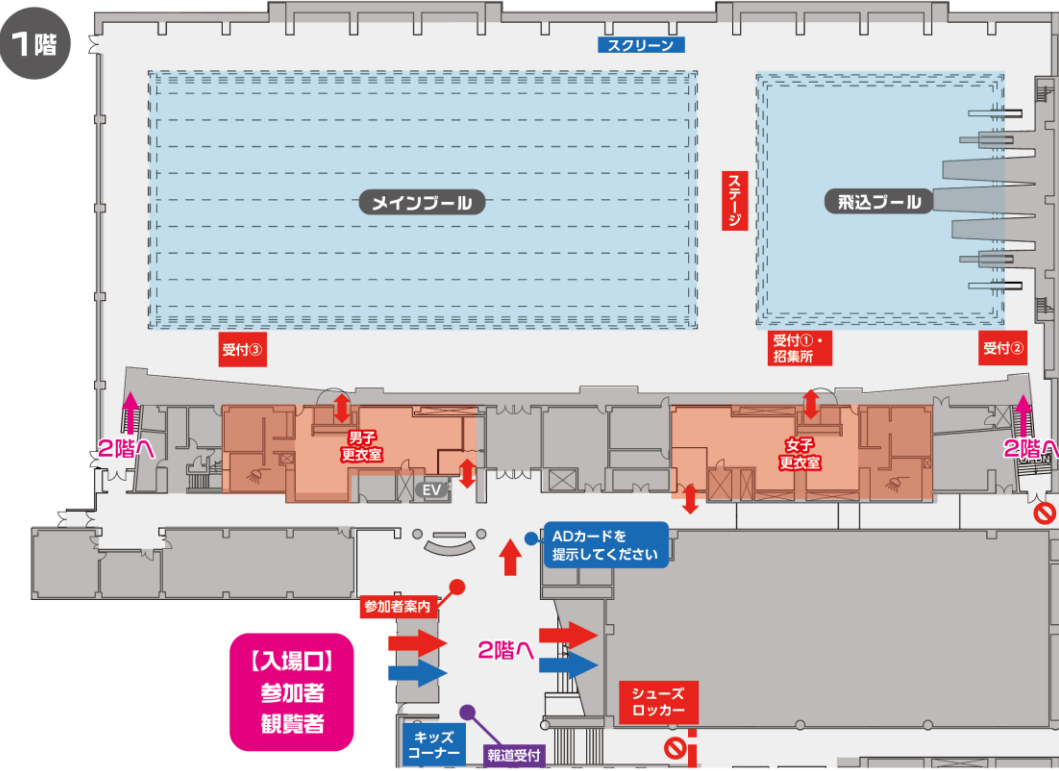 1階
スクリーン
メインプール
ステージ
飛込プール
受付③
受付①・
招集所
受付②
2階へ
男子
更衣室
女子
更衣室
2階へ
EV
ADカードを
提示してください
参加者案内
2階へ
【入場口】
参加者
観覧者
シューズ
ロッカー
キッズ
コーナー
報道受付